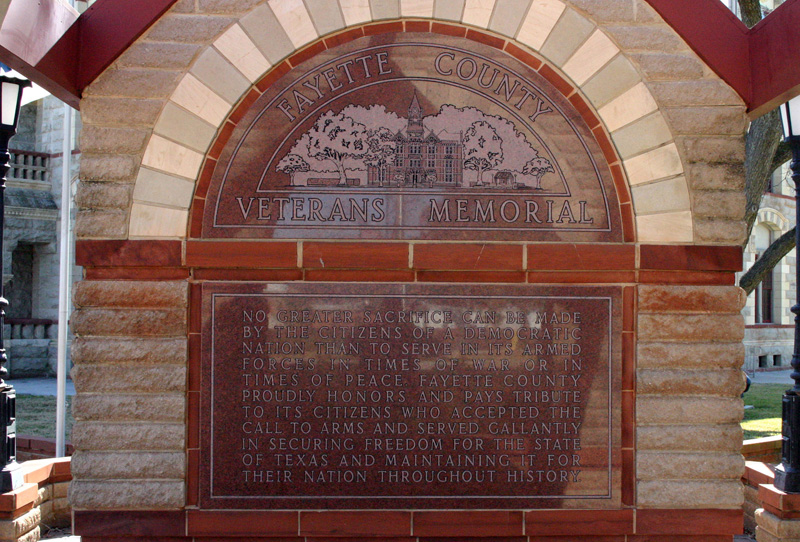 FAYETTE COUNTY
VETERANS MEMORIAL
NO GREATER SACRIFICE CAN BE MADE
BY THE CITIZENS OF A DEMOCRATIC
NATION THAN TO SERVE IN ITS ARMED
FORCES IN TIMES OF WAR OR IN
TIMES OF PEACE. FAYETTE COUNTY
PROUDLY HONORS AND PAYS TRIBUTE
TO ITS CITIZENS WHO ACCEPTED THE
CALL TO ARMS AND SERVED GALLANTLY
IN SECURING FREEDOM FOR THE STATE
OF TEXAS AND MAINTAINING IT FOR
THEIR NATION THROUGHOUT HISTORY.